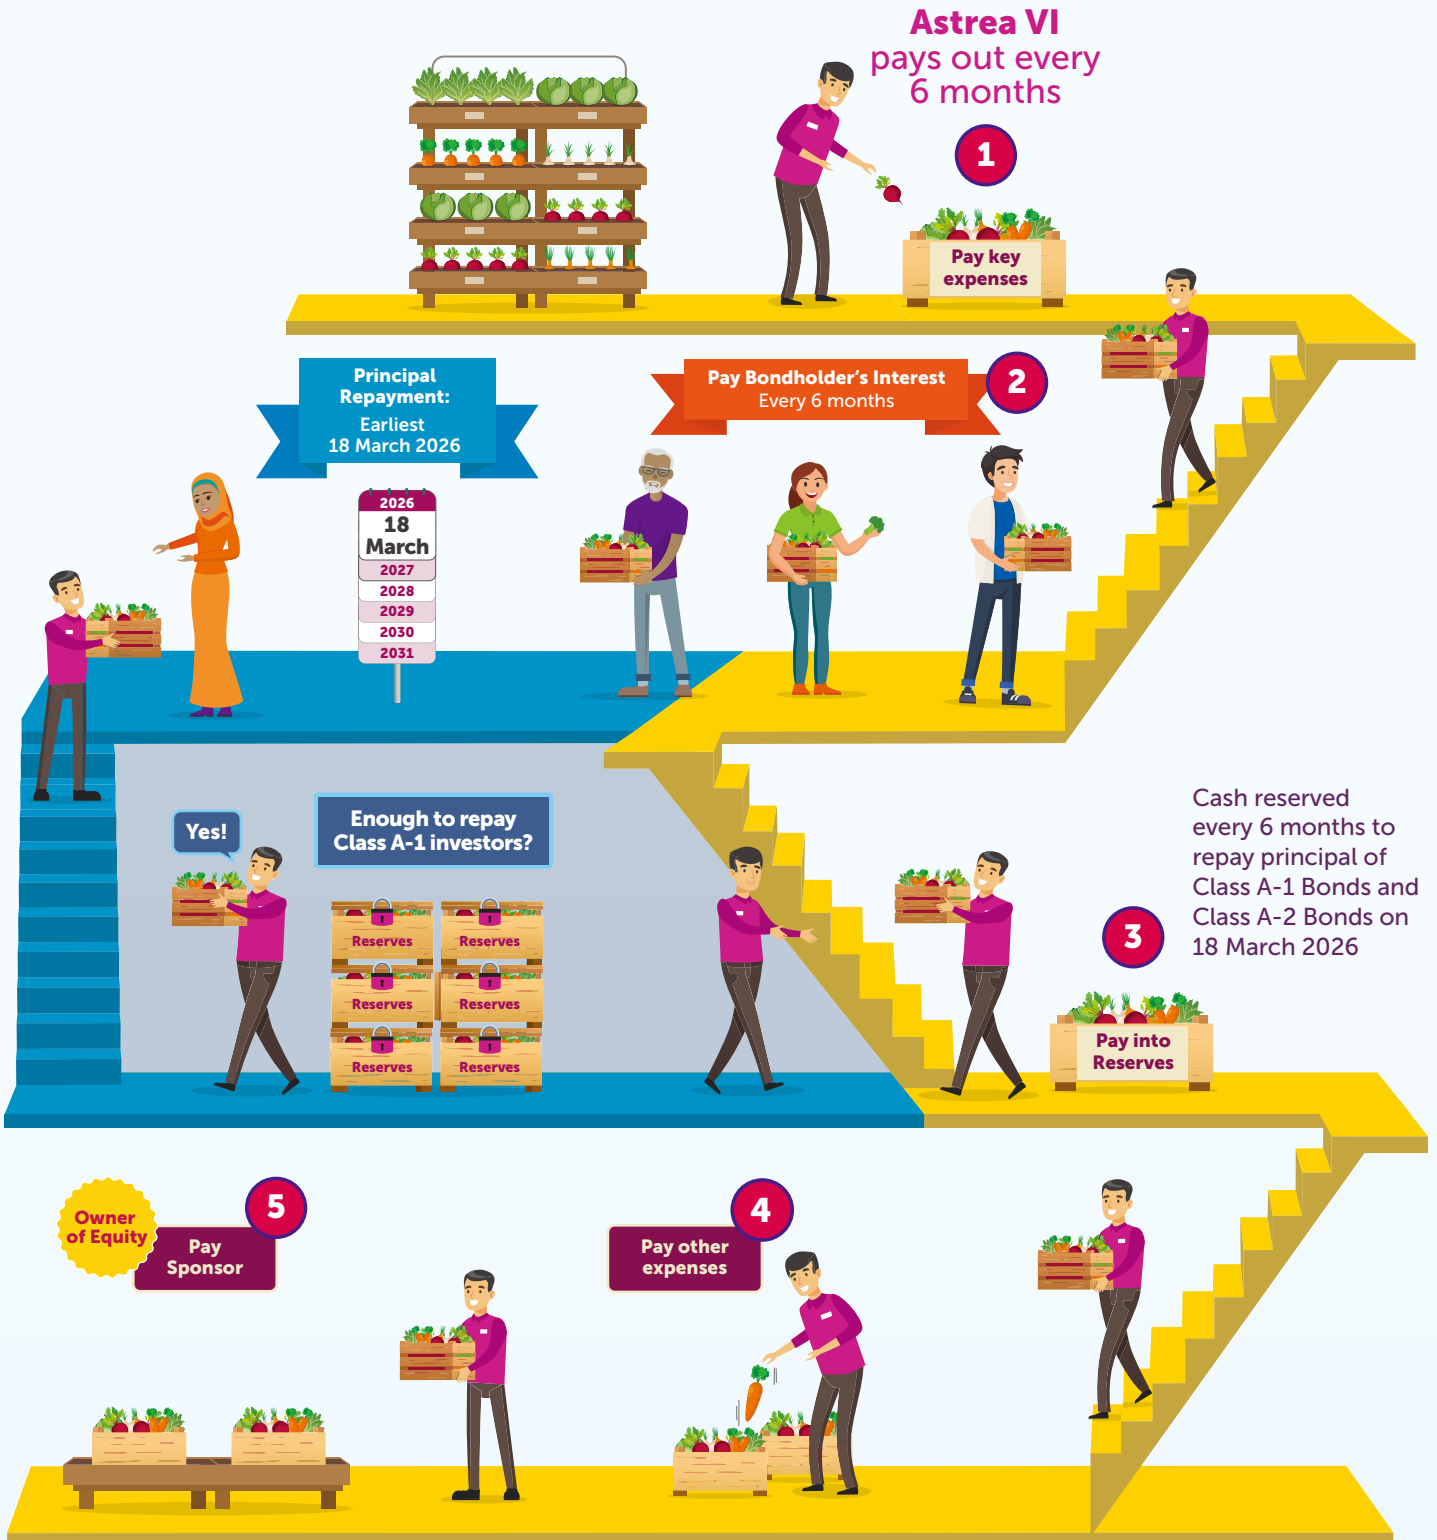 Astrea VI
pays out every
6 months
1
Pay key
expenses
Principal
Repayment:
Earliest
18 March 2026
Pay Bondholder's Interest
Every 6 months
2
2026
18
March
2027
2028
2029
2030
2031
Yes!
Enough to repay
Class A-1 investors?
Reserves
Reserves
Reserves
Reserves
Reserves
Reserves
3
Cash reserved
every 6 months to
repay principal of
Class A-1 Bonds and
Class A-2 Bonds on
18 March 2026
Pay into
Reserves
Owner
of Equity
5
Pay
Sponsor
4
Pay other
expenses